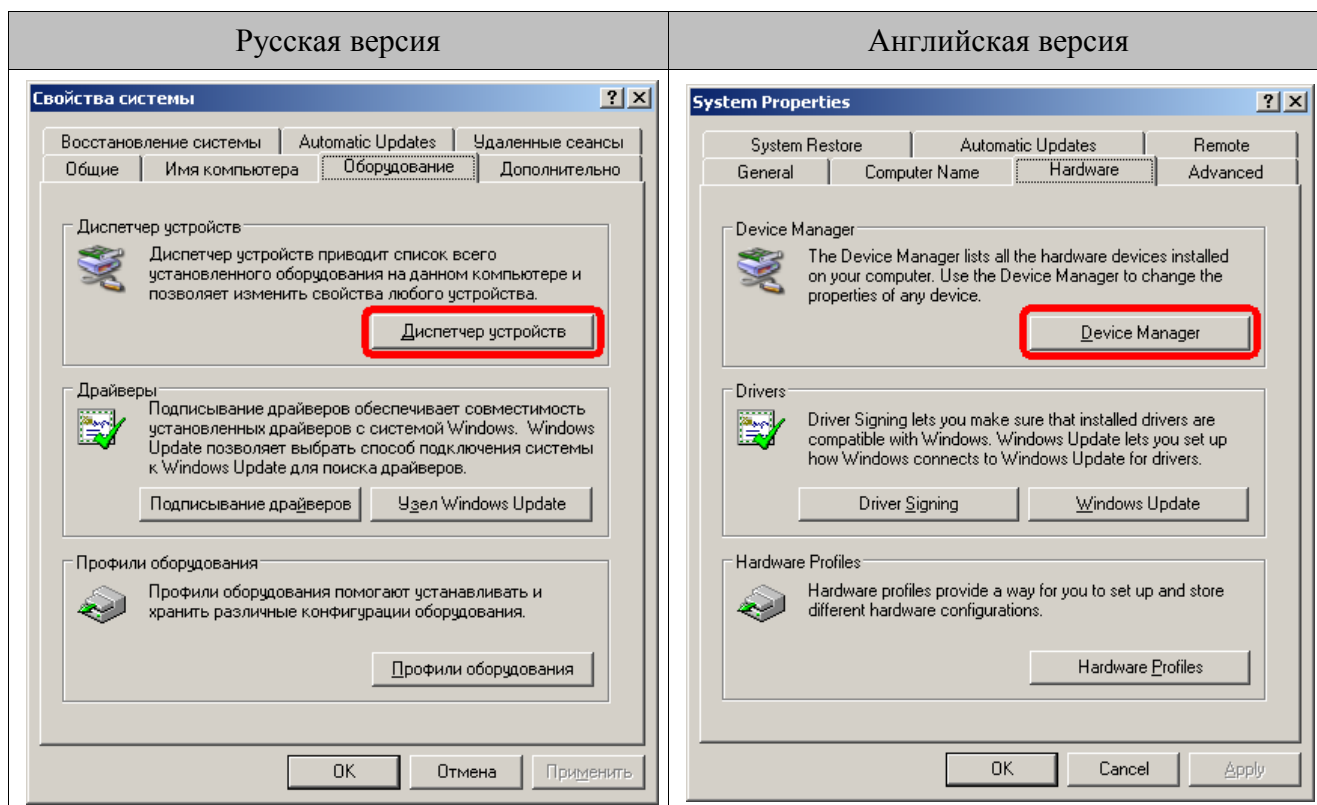 Русская версия
Английская версия
Свойства системы
Восстановление системы
Automatic Updates
Удаленные сеансы
Общие
Имя компьютера
Оборудование
Дополнительно
Диспетчер устройств
Диспетчер устройств приводит список всего
установленного оборудования на данном компьютере и
позволяет изменить свойства любого устройства.
Диспетчер устройств
Драйверы
Подписывание драйверов обеспечивает совместимость
установленных драйверов с системой Windows. Windows
Update позволяет выбрать способ подключения системы
к Windows Update для поиска драйверов.
Подписывание драйверов
Узел Windows Update
Профили оборудования
Профили оборудования помогают устанавливать и
хранить различные конфигурации оборудования.
Профили оборудования
OK
Отмена
Применить
System Properties
System Restore
Automatic Updates
Remote
General
Computer Name
Hardware
Advanced
Device Manager
The Device Manager lists all the hardware devices installed
on your computer. Use the Device Manager to change the
properties of any device.
Device Manager
Drivers
Driver Signing lets you make sure that installed drivers are
compatible with Windows. Windows Update lets you set up
how Windows connects to Windows Update for drivers.
Driver Signing
Windows Update
Hardware Profiles
Hardware profiles provide a way for you to set up and store
different hardware configurations.
Hardware Profiles
OK
Cancel
Apply